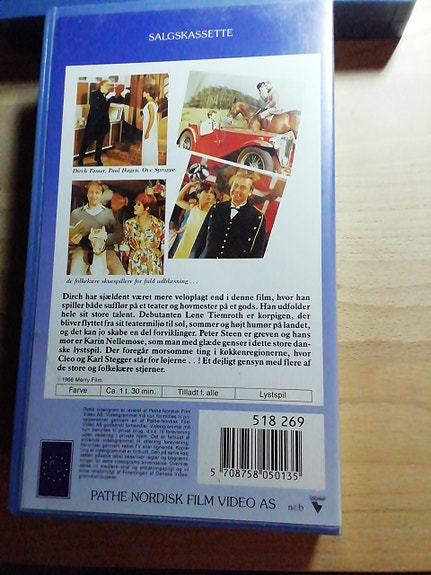 SALGSKASSETTE
Dirch Passer, Paul Hagen, Ove Sprogøe
de folkekære skuespillere for fuld udblæsning . . .
Dirch har sjældent været mere veloplagt end i denne film, hvor han
spiller både sufflør på et teater og hovmester på et gods. Han udfolder
hele sit store talent. Debutanten Lene Tiemroth er korpigen, der
bliver flyttet fra sit teatermiljø til sol, sommer og højt humør på landet,
og det kan jo skabe en del forviklinger. Peter Steen er greven og hans
mor er Karin Nellemose, som man med glæde genser i dette store dan-
ske lystspil. Der foregår morsomme ting i køkkenregionerne, hvor
Cleo og Karl Stegger står for løjerne . . ! Et dejligt gensyn med flere af
de store og folkekære stjerner.
©1968 Merry Film
Farve Ca. 1 t. 30 min. Tilladt f. alle Lystspil
518 269
5 708758 050135
PATHE-NORDISK FILM VIDEO AS